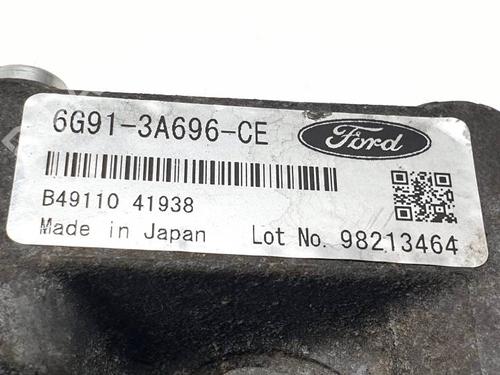 6G91-3A696-CE
Ford
B49110 41938
Made in Japan
Lot No. 98213464